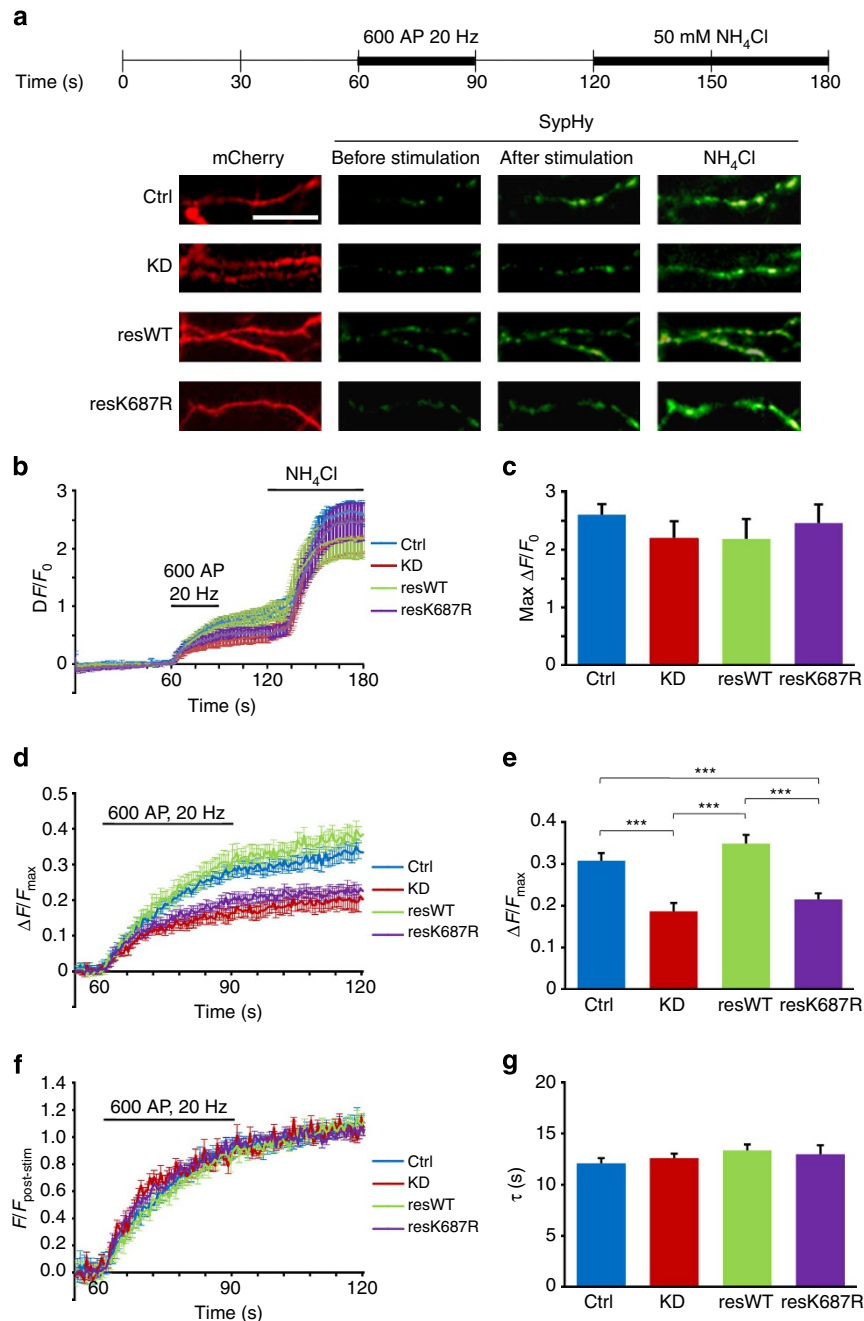 a
600 AP 20 Hz
50 mM NH₄Cl
Time (s)
0 30 60 90 120 150 180
SypHy
mCherry Before stimulation After stimulation NH₄Cl
Ctrl
KD
resWT
resK687R
b
NH₄Cl
3
2
1
0
DF/F₀
600 AP
20 Hz
Ctrl
KD
resWT
resK687R
60 120 180
Time (s)
c
3
2
1
0
Max ΔF/F₀
Ctrl KD resWT resK687R
d
600 AP, 20 Hz
0.5
0.4
0.3
0.2
0.1
0
ΔF/Fmax
Ctrl
KD
resWT
resK687R
60 90 120
Time (s)
e
***
*** *** ***
0.4
0.3
0.2
0.1
0
ΔF/Fmax
Ctrl KD resWT resK687R
f
600 AP, 20 Hz
1.4
1.2
1.0
0.8
0.6
0.4
0.2
0.0
F/Fpost-stim
Ctrl
KD
resWT
resK687R
60 90 120
Time (s)
g
20
15
10
5
0
τ (s)
Ctrl KD resWT resK687R